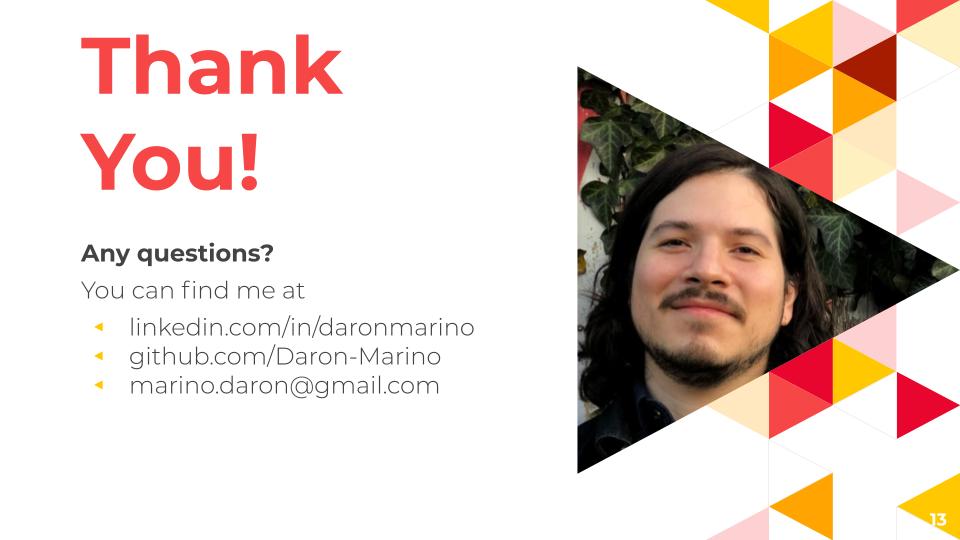 Thank
You!
Any questions?
You can find me at
linkedin.com/in/daronmarino
github.com/Daron-Marino
marino.daron@gmail.com
13